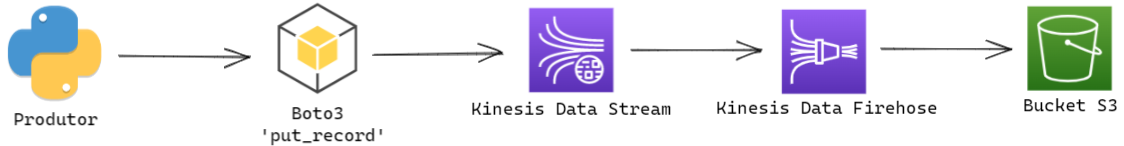 Produtor
Boto3
'put_record'
Kinesis Data Stream
Kinesis Data Firehose
Bucket S3